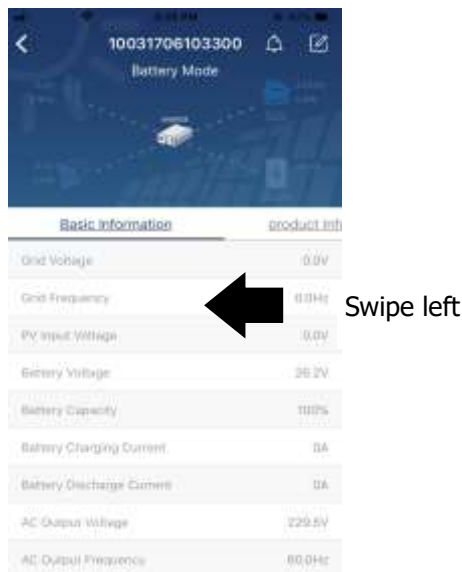 10031706103300
Battery Mode
Basic Information
product Inf
Grid Voltage 0.0V
Grid Frequency 0.0Hz
Swipe left
PV Input Voltage 0.0V
Battery Voltage 26.2V
Battery Capacity 100%
Battery Charging Current 0A
Battery Discharge Current 0A
AC Output Voltage 229.5V
AC Output Frequency 60.0Hz